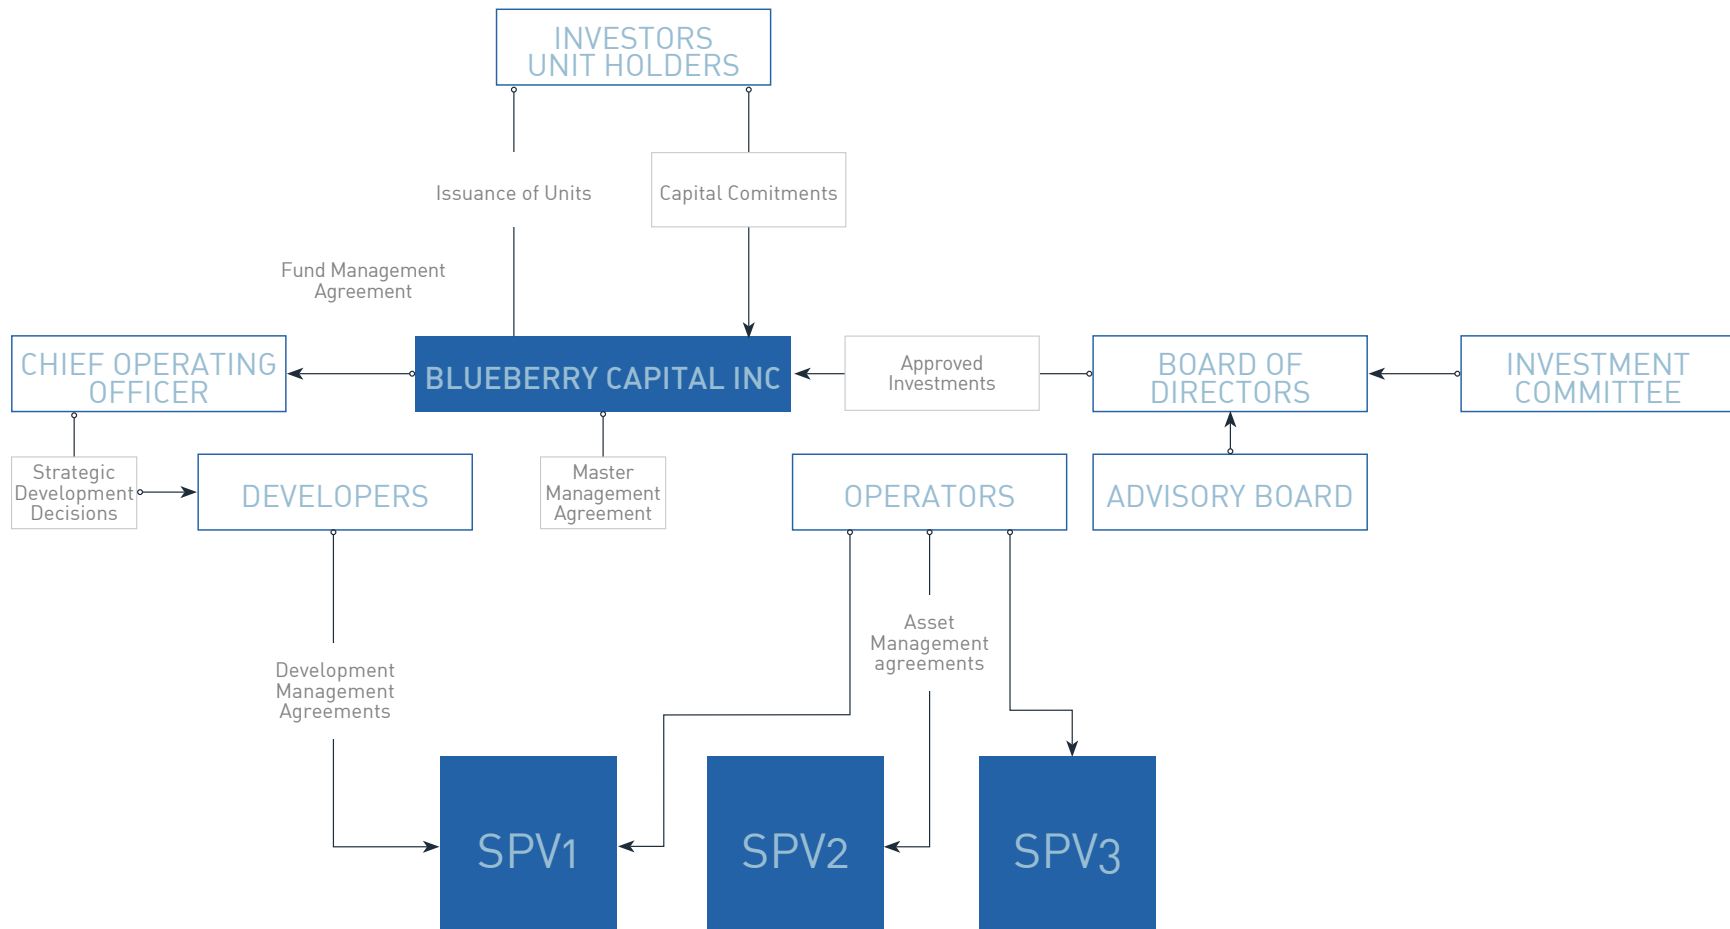 INVESTORS
UNIT HOLDERS
Issuance of Units
Capital Comitments
Fund Management
Agreement
CHIEF OPERATING
OFFICER
BLUEBERRY CAPITAL INC
Approved
Investments
BOARD OF
DIRECTORS
INVESTMENT
COMMITTEE
Strategic
Development
Decisions
DEVELOPERS
Master
Management
Agreement
OPERATORS
ADVISORY BOARD
Asset
Management
agreements
Development
Management
Agreements
SPV1
SPV2
SPV3